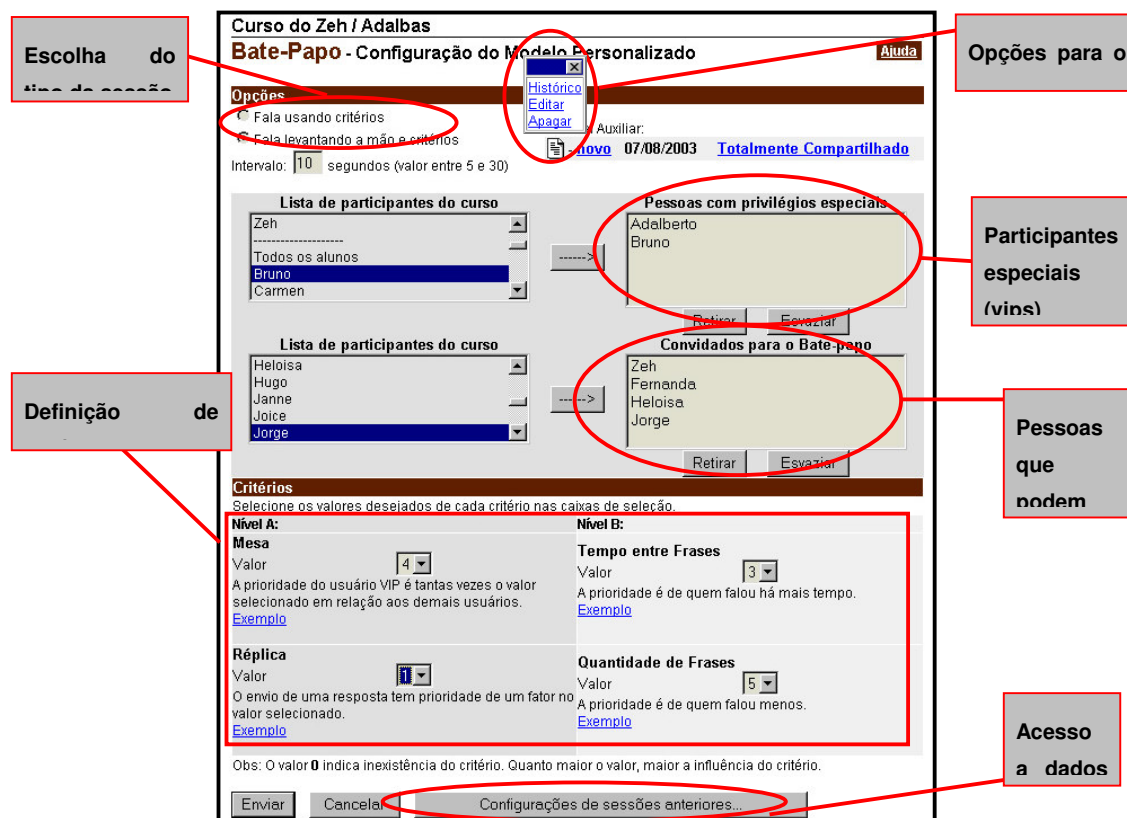 Curso do Zeh / Adalbas
Bate-Papo - Configuração do Modelo Personalizado
Ajuda
Escolha do
tipo da sessão
Histórico
Editar
Apagar
Opções para o
Opções
Fala usando critérios
Fala levantando a mão e critérios
Intervalo: 10 segundos (valor entre 5 e 30)
Auxiliar:
novo 07/08/2003 Totalmente Compartilhado
Lista de participantes do curso
Zeh
--------------------
Todos os alunos
Bruno
Carmen
------>
Pessoas com privilégios especiais
Adalberto
Bruno
Retirar Esvaziar
Participantes
especiais
(vips)
Lista de participantes do curso
Heloisa
Hugo
Janne
Joice
Jorge
------>
Convidados para o Bate-papo
Zeh
Fernanda
Heloisa
Jorge
Retirar Esvaziar
Definição de
Pessoas
que
podem
Critérios
Selecione os valores desejados de cada critério nas caixas de seleção.
Nível A:
Mesa
Valor 4
A prioridade do usuário VIP é tantas vezes o valor
selecionado em relação aos demais usuários.
Exemplo
Réplica
Valor 1
O envio de uma resposta tem prioridade de um fator no
valor selecionado.
Exemplo
Nível B:
Tempo entre Frases
Valor 3
A prioridade é de quem falou há mais tempo.
Exemplo
Quantidade de Frases
Valor 5
A prioridade é de quem falou menos.
Exemplo
Obs: O valor 0 indica inexistência do critério. Quanto maior o valor, maior a influência do critério.
Enviar Cancelar Configurações de sessões anteriores...
Acesso
a dados